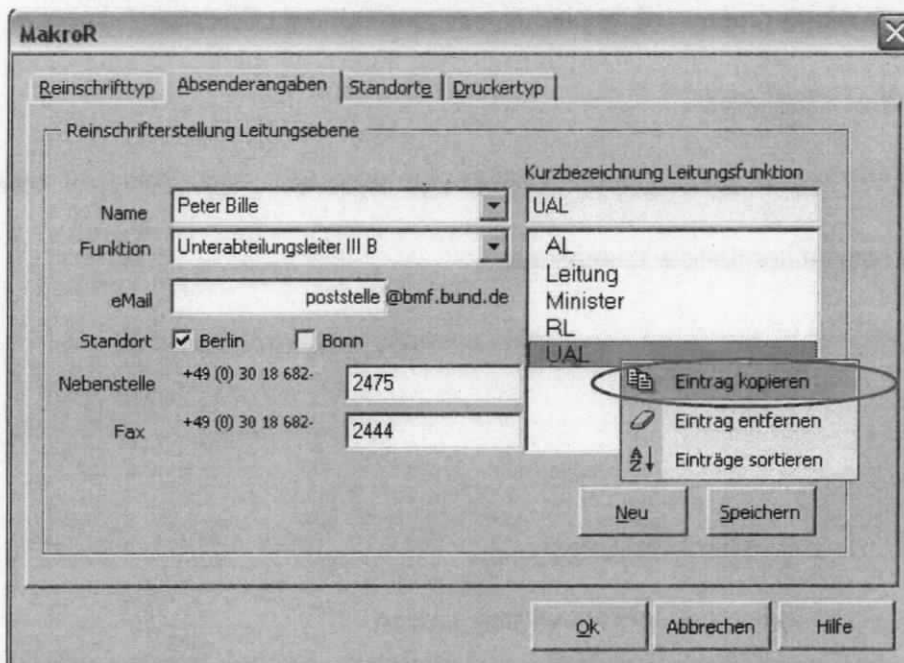 MakroR
Reinschrifttyp Absenderangaben Standorte Druckertyp
Reinschrifterstellung Leitungsebene
Kurzbezeichnung Leitungsfunktion
Name Peter Bille UAL
Funktion Unterabteilungsleiter III B
AL
Leitung
Minister
RL
UAL
eMail poststelle @bmf.bund.de
Standort Berlin Bonn
Nebenstelle +49 (0) 30 18 682- 2475
Fax +49 (0) 30 18 682- 2444
Eintrag kopieren
Eintrag entfernen
Einträge sortieren
Neu Speichern
Ok Abbrechen Hilfe